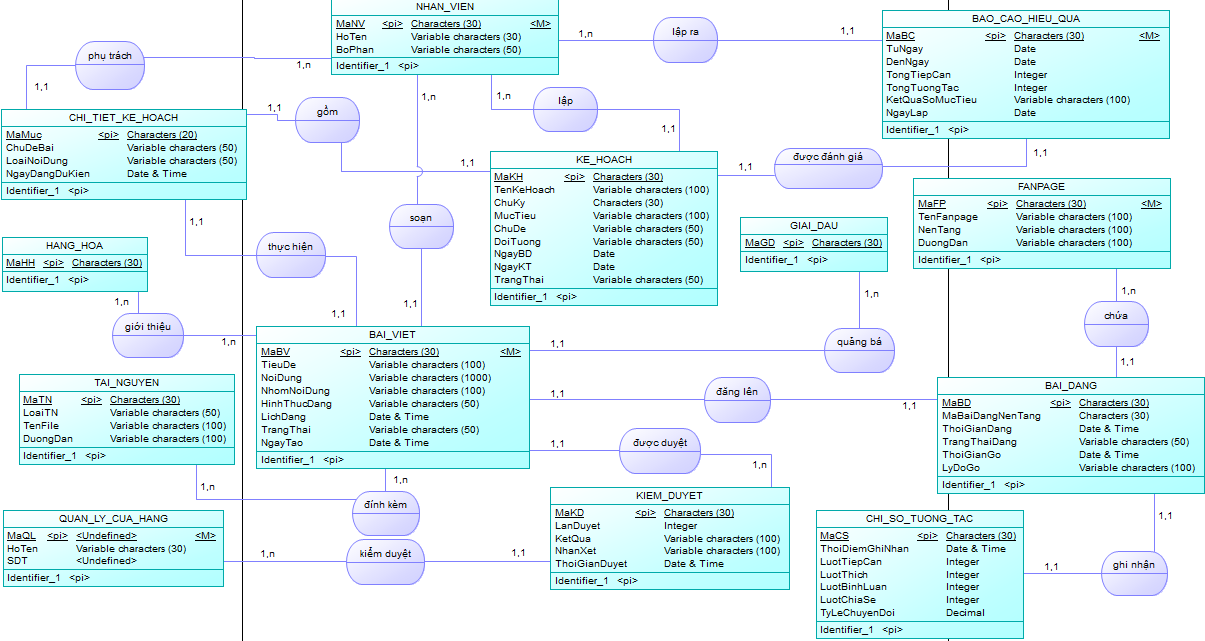 NHAN_VIEN
MaNV <pi> Characters (30) <M>
HoTen Variable characters (30)
BoPhan Variable characters (50)
Identifier_1 <pi>
1,n
lập ra
1,1
BAO_CAO_HIEU_QUA
MaBC <pi> Characters (30) <M>
TuNgay Date
DenNgay Date
TongTiepCan Integer
TongTuongTac Integer
KetQuaSoMucTieu Variable characters (100)
NgayLap Date
Identifier_1 <pi>
phụ trách
1,n
1,1
CHI_TIET_KE_HOACH
MaMuc <pi> Characters (20)
ChuDeBai Variable characters (50)
LoaiNoiDung Variable characters (50)
NgayDangDuKien Date & Time
Identifier_1 <pi>
1,1
gồm
1,1
1,n
1,n
lập
1,1
KE_HOACH
MaKH <pi> Characters (30)
TenKeHoach Variable characters (100)
ChuKy Characters (30)
MucTieu Variable characters (100)
ChuDe Variable characters (50)
DoiTuong Variable characters (50)
NgayBD Date
NgayKT Date
TrangThai Variable characters (50)
Identifier_1 <pi>
1,1
được đánh giá
1,1
FANPAGE
MaFP <pi> Characters (30) <M>
TenFanpage Variable characters (100)
NenTang Variable characters (100)
DuongDan Variable characters (100)
Identifier_1 <pi>
1,1
thực hiện
1,1
soạn
1,1
GIAI_DAU
MaGD <pi> Characters (30)
Identifier_1 <pi>
1,n
quảng bá
1,1
HANG_HOA
MaHH <pi> Characters (30)
Identifier_1 <pi>
1,n
giới thiệu
1,n
1,n
chứa
1,1
BAI_VIET
MaBV <pi> Characters (30) <M>
TieuDe Variable characters (100)
NoiDung Variable characters (1000)
NhomNoiDung Variable characters (100)
HinhThucDang Variable characters (50)
LichDang Date & Time
TrangThai Variable characters (50)
NgayTao Date & Time
Identifier_1 <pi>
1,1
đăng lên
1,1
BAI_DANG
MaBD <pi> Characters (30)
MaBaiDangNenTang Characters (30)
ThoiGianDang Date & Time
TrangThaiDang Variable characters (50)
ThoiGianGo Date & Time
LyDoGo Variable characters (100)
Identifier_1 <pi>
TAI_NGUYEN
MaTN <pi> Characters (30)
LoaiTN Variable characters (50)
TenFile Variable characters (100)
DuongDan Variable characters (100)
Identifier_1 <pi>
1,n
đính kèm
1,n
1,1
được duyệt
1,n
KIEM_DUYET
MaKD <pi> Characters (30)
LanDuyet Integer
KetQua Variable characters (100)
NhanXet Variable characters (100)
ThoiGianDuyet Date & Time
Identifier_1 <pi>
QUAN_LY_CUA_HANG
MaQL <pi> <Undefined> <M>
HoTen Variable characters (30)
SDT <Undefined>
Identifier_1 <pi>
1,n
kiểm duyệt
1,1
CHI_SO_TUONG_TAC
MaCS <pi> Characters (30)
ThoiDiemGhiNhan Date & Time
LuotTiepCan Integer
LuotThich Integer
LuotBinhLuan Integer
LuotChiaSe Integer
TyLeChuyenDoi Decimal
Identifier_1 <pi>
1,1
ghi nhận
1,1